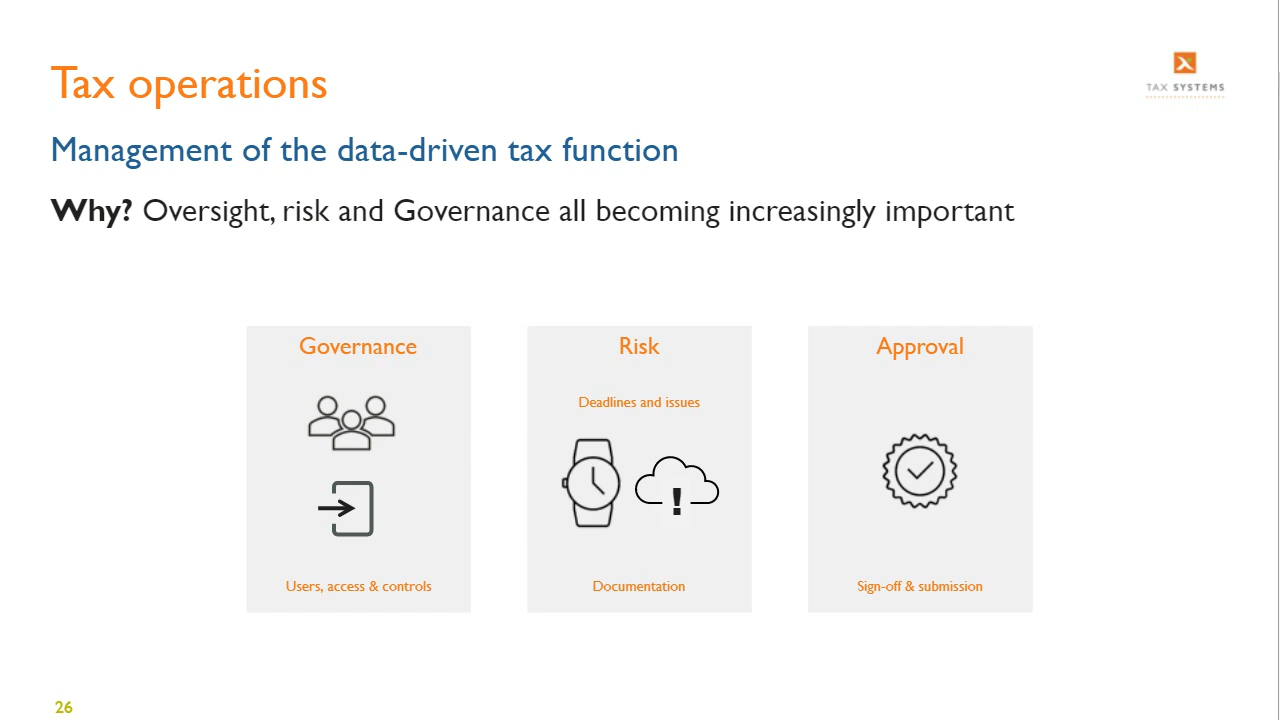 Tax operations
TAX SYSTEMS
Management of the data-driven tax function
Why? Oversight, risk and Governance all becoming increasingly important
Governance
Users, access & controls
Risk
Deadlines and issues
!
Documentation
Approval
Sign-off & submission
26